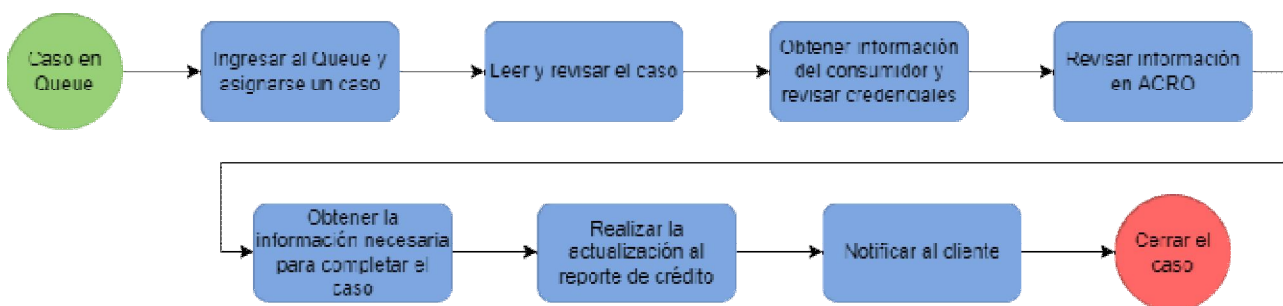 Caso en
Queue
Ingresar al Queue y
asignarse un caso
Leer y revisar el caso
Obtener información
del consumidor y
revisar credenciales
Revisar información
en ACRO
Obtener la
información necesaria
para completar el
caso
Realizar la
actualización al
reporte de crédito
Notificar al cliente
Cerrar el
caso